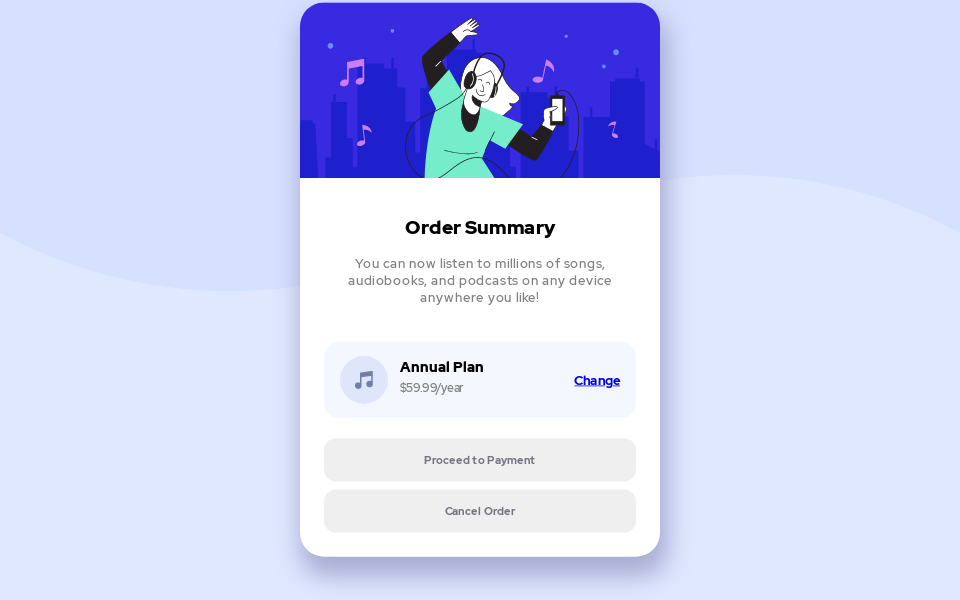 Order Summary
You can now listen to millions of songs,
audiobooks, and podcasts on any device
anywhere you like!
Annual Plan
$59.99/year
Change
Proceed to Payment
Cancel Order